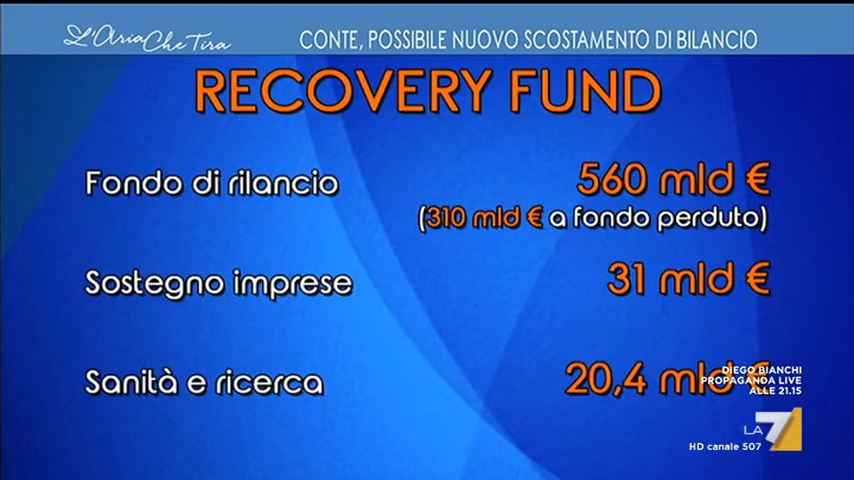 L'Aria Che Tira
CONTE, POSSIBILE NUOVO SCOSTAMENTO DI BILANCIO
RECOVERY FUND
Fondo di rilancio 560 mld €
(310 mld € a fondo perduto)
Sostegno imprese 31 mld €
Sanità e ricerca 20,4 mld €
DIEGO BIANCHI
PROPAGANDA LIVE
ALLE 21.15
LA 7
HD canale 507